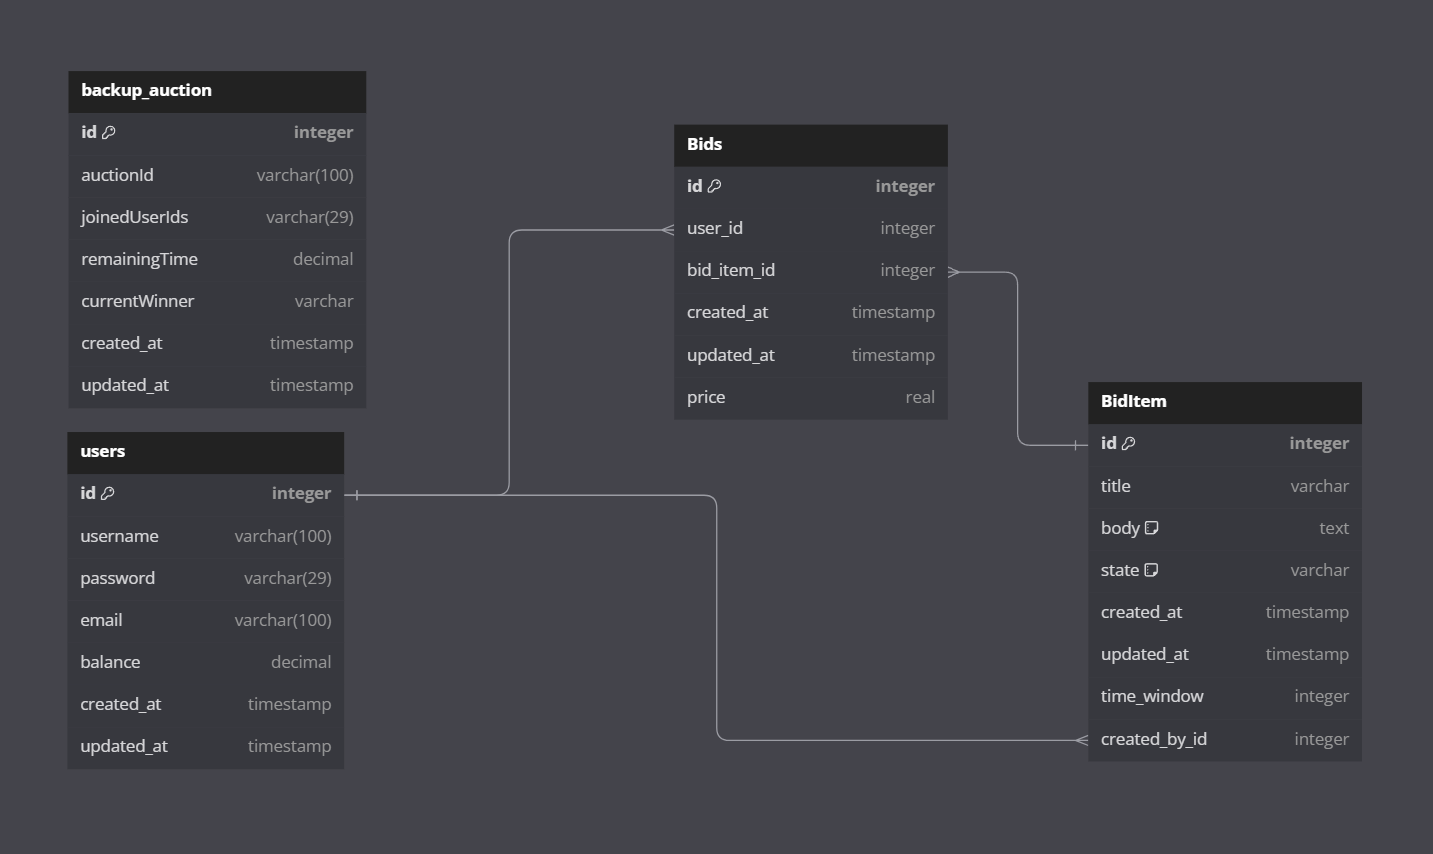 backup_auction
id integer
auctionId varchar(100)
joinedUserIds varchar(29)
remainingTime decimal
currentWinner varchar
created_at timestamp
updated_at timestamp
users
id integer
username varchar(100)
password varchar(29)
email varchar(100)
balance decimal
created_at timestamp
updated_at timestamp
Bids
id integer
user_id integer
bid_item_id integer
created_at timestamp
updated_at timestamp
price real
BidItem
id integer
title varchar
body text
state varchar
created_at timestamp
updated_at timestamp
time_window integer
created_by_id integer